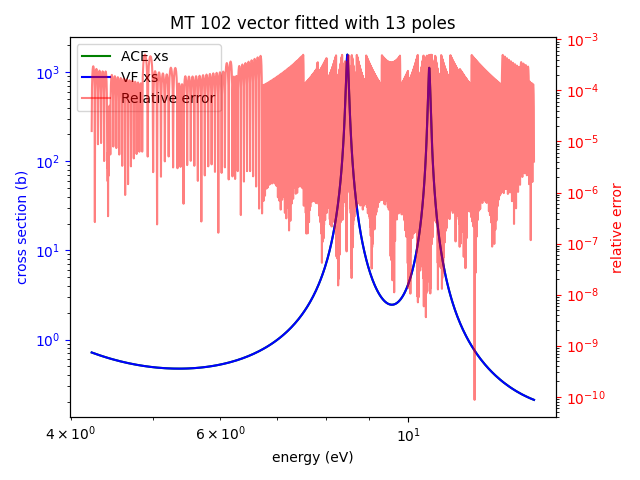 MT 102 vector fitted with 13 poles
ACE xs
VF xs
Relative error
cross section (b)
10³
10²
10¹
10⁰
10⁻³
10⁻⁴
10⁻⁵
10⁻⁶
10⁻⁷
10⁻⁸
10⁻⁹
10⁻¹⁰
relative error
4 × 10⁰
6 × 10⁰
10¹
energy (eV)